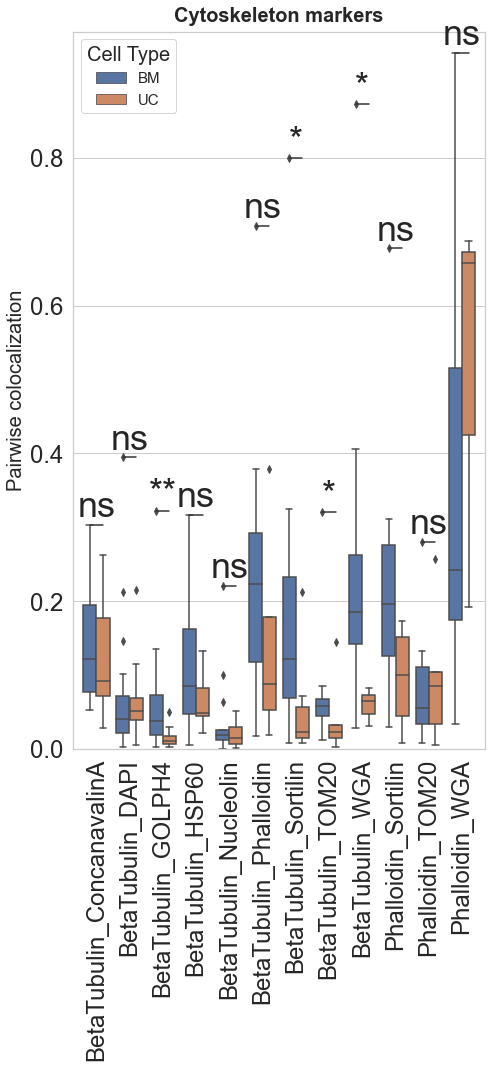 Cytoskeleton markers
Cell Type
BM
UC
Pairwise colocalization
0.8
0.6
0.4
0.2
0.0
ns
ns
**
ns
ns
ns
*
*
*
ns
ns
ns
BetaTubulin_ConcanavalinA
BetaTubulin_DAPI
BetaTubulin_GOLPH4
BetaTubulin_HSP60
BetaTubulin_Nucleolin
BetaTubulin_Phalloidin
BetaTubulin_Sortilin
BetaTubulin_TOM20
BetaTubulin_WGA
Phalloidin_Sortilin
Phalloidin_TOM20
Phalloidin_WGA